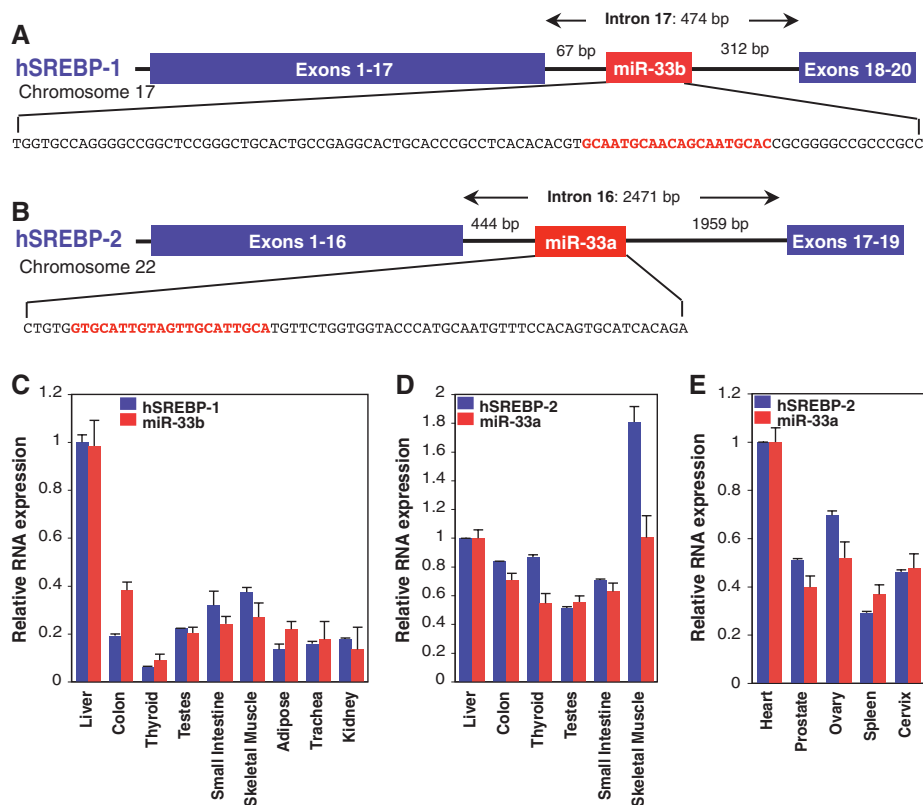 A
Intron 17: 474 bp
67 bp
312 bp
hSREBP-1
Exons 1-17
miR-33b
Exons 18-20
Chromosome 17
TGGTGCCAGGGGCCGGCTCCGGGCTGCACTGCCGAGGCACTGCACCCGCCTCACACACGTGCAATGCAACAGCAATGCACCGCGGGGCCGCCCGCC
B
Intron 16: 2471 bp
444 bp
1959 bp
hSREBP-2
Exons 1-16
miR-33a
Exons 17-19
Chromosome 22
CTGTGGTGCATTGTAGTTGCATTGCATGTTCTGGTGGTACCCATGCAATGTTTCCACAGTGCATCACAGA
C
hSREBP-1
miR-33b
Relative RNA expression
1.2
1
0.8
0.6
0.4
0.2
0
Liver
Colon
Thyroid
Testes
Small Intestine
Skeletal Muscle
Adipose
Trachea
Kidney
D
hSREBP-2
miR-33a
Relative RNA expression
2
1.8
1.6
1.4
1.2
1
0.8
0.6
0.4
0.2
0
Liver
Colon
Thyroid
Testes
Small Intestine
Skeletal Muscle
E
hSREBP-2
miR-33a
Relative RNA expression
1.2
1
0.8
0.6
0.4
0.2
0
Heart
Prostate
Ovary
Spleen
Cervix